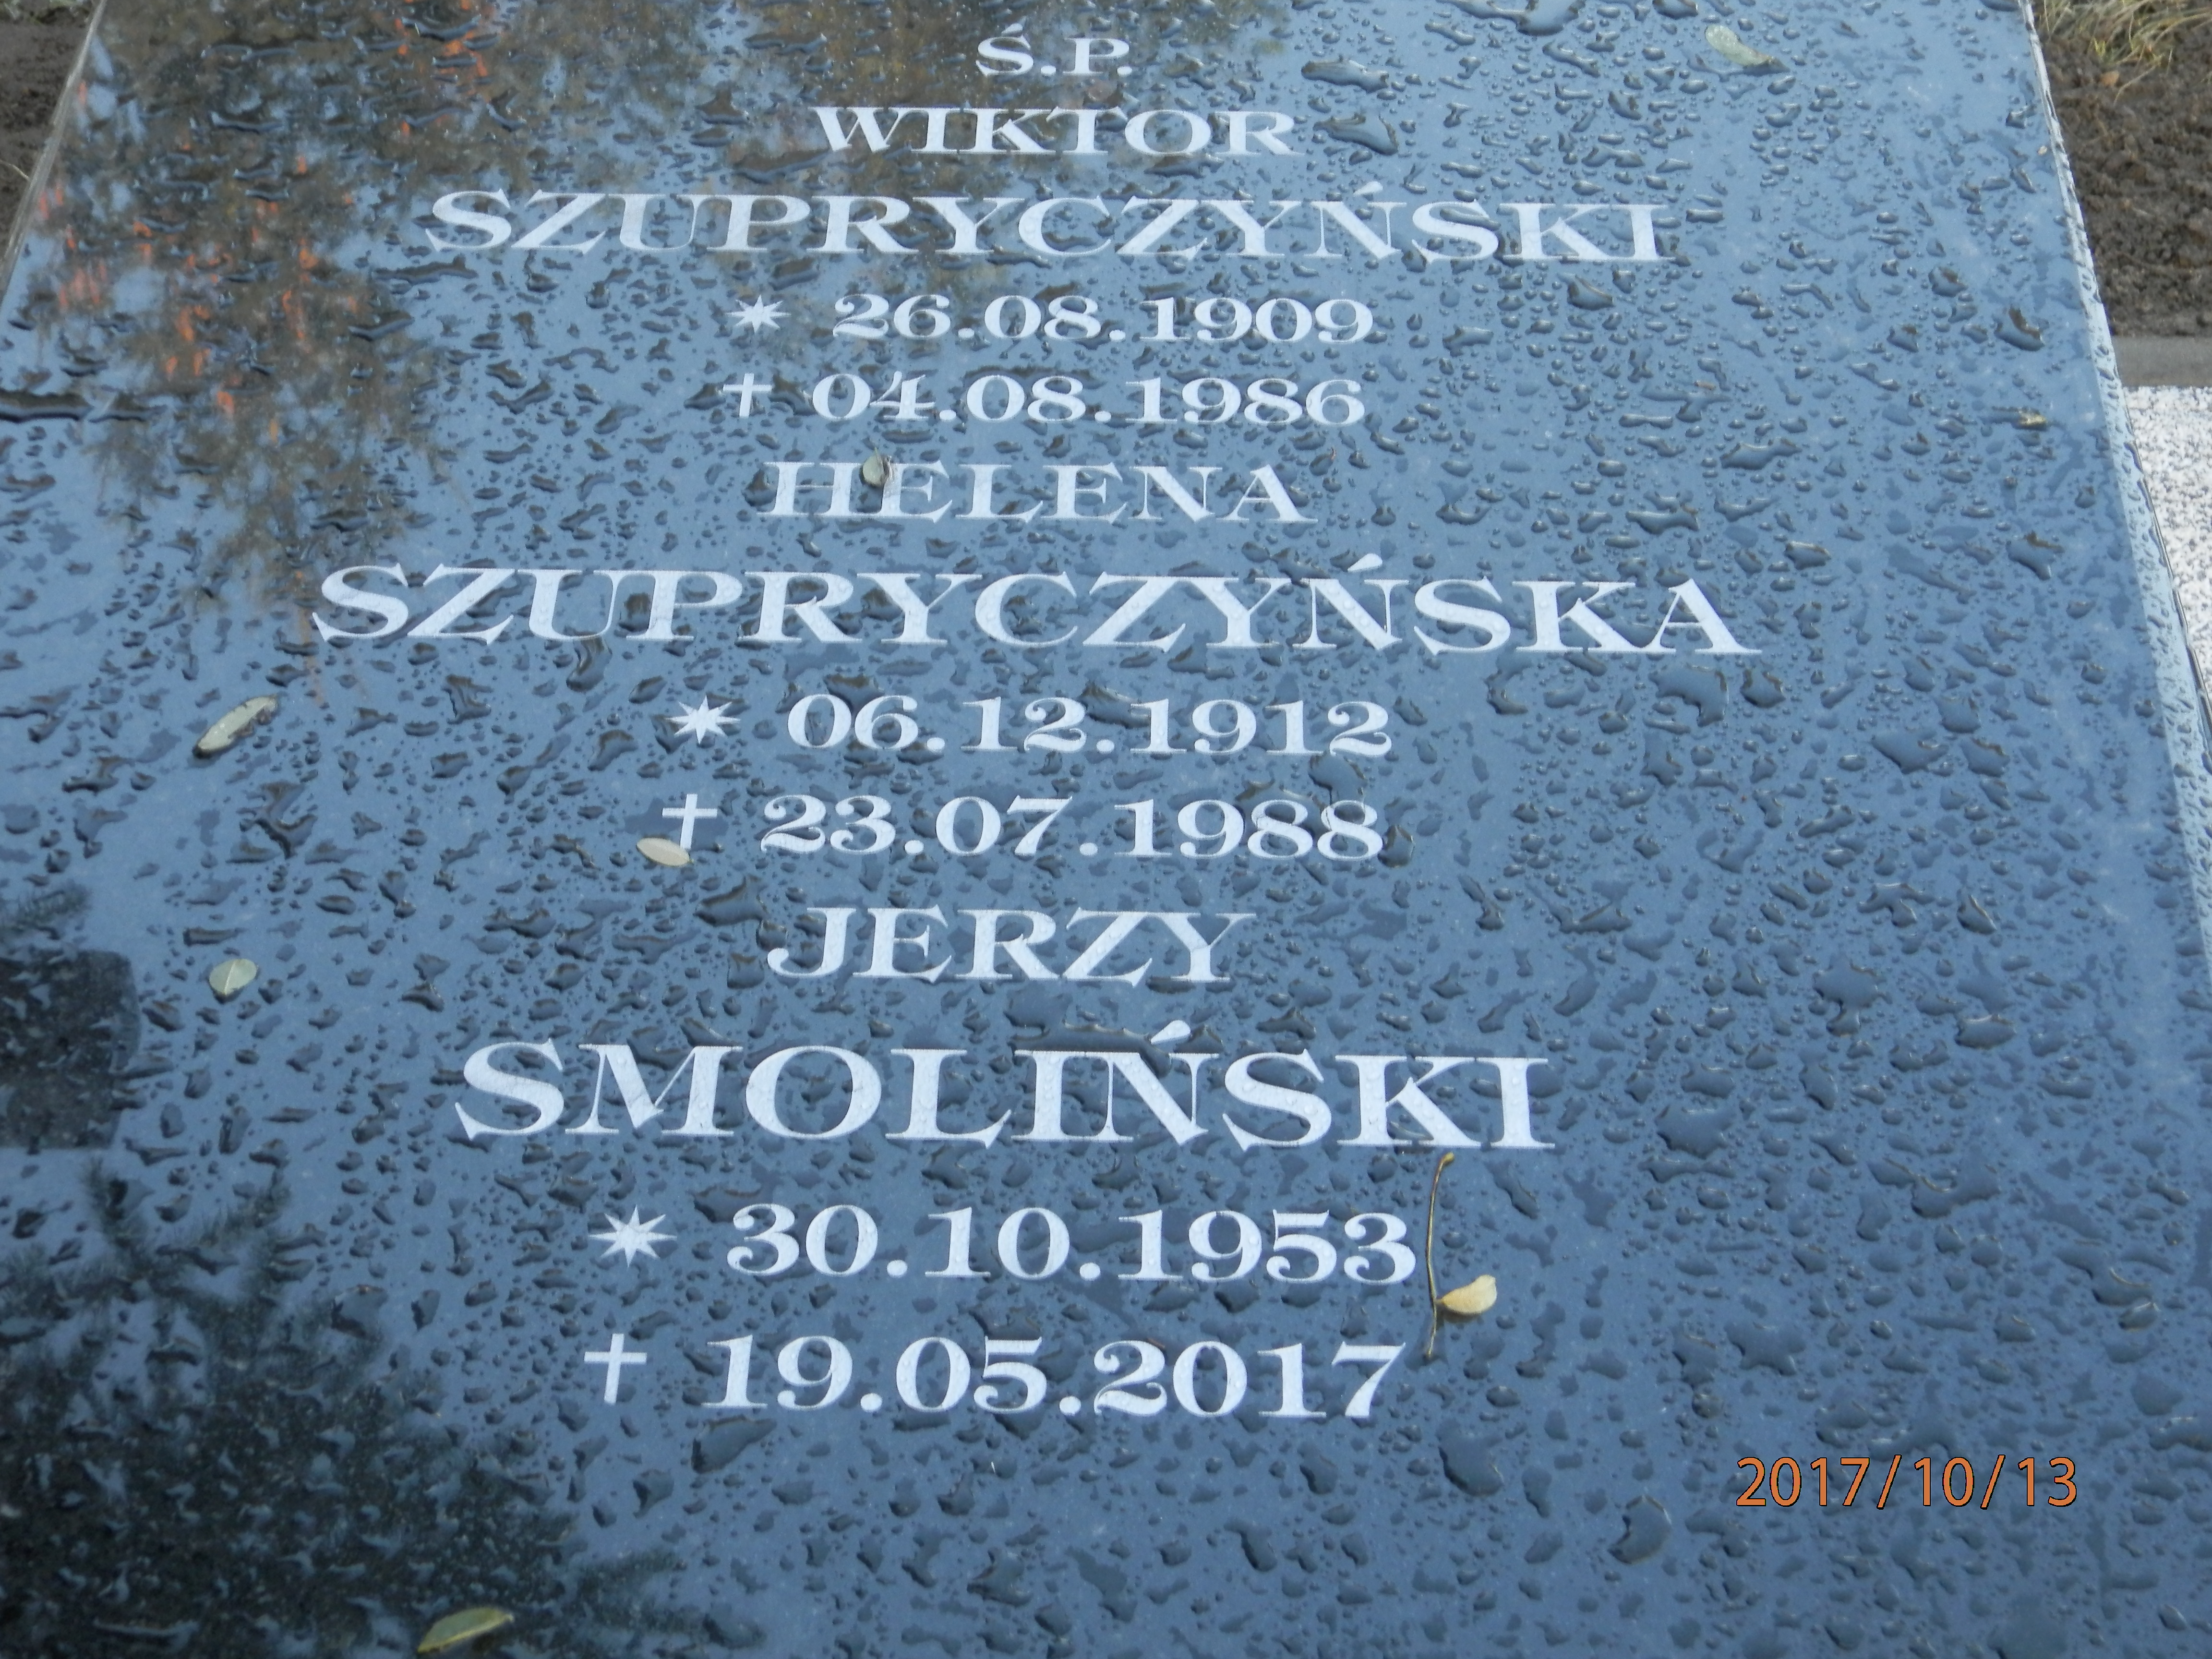 Ś.P.
WIKTOR
SZUPRYCZYŃSKI
* 26.08.1909
† 04.08.1986
HELENA
SZUPRYCZYŃSKA
* 06.12.1912
† 23.07.1988
JERZY
SMOLIŃSKI
* 30.10.1953
† 19.05.2017
2017/10/13